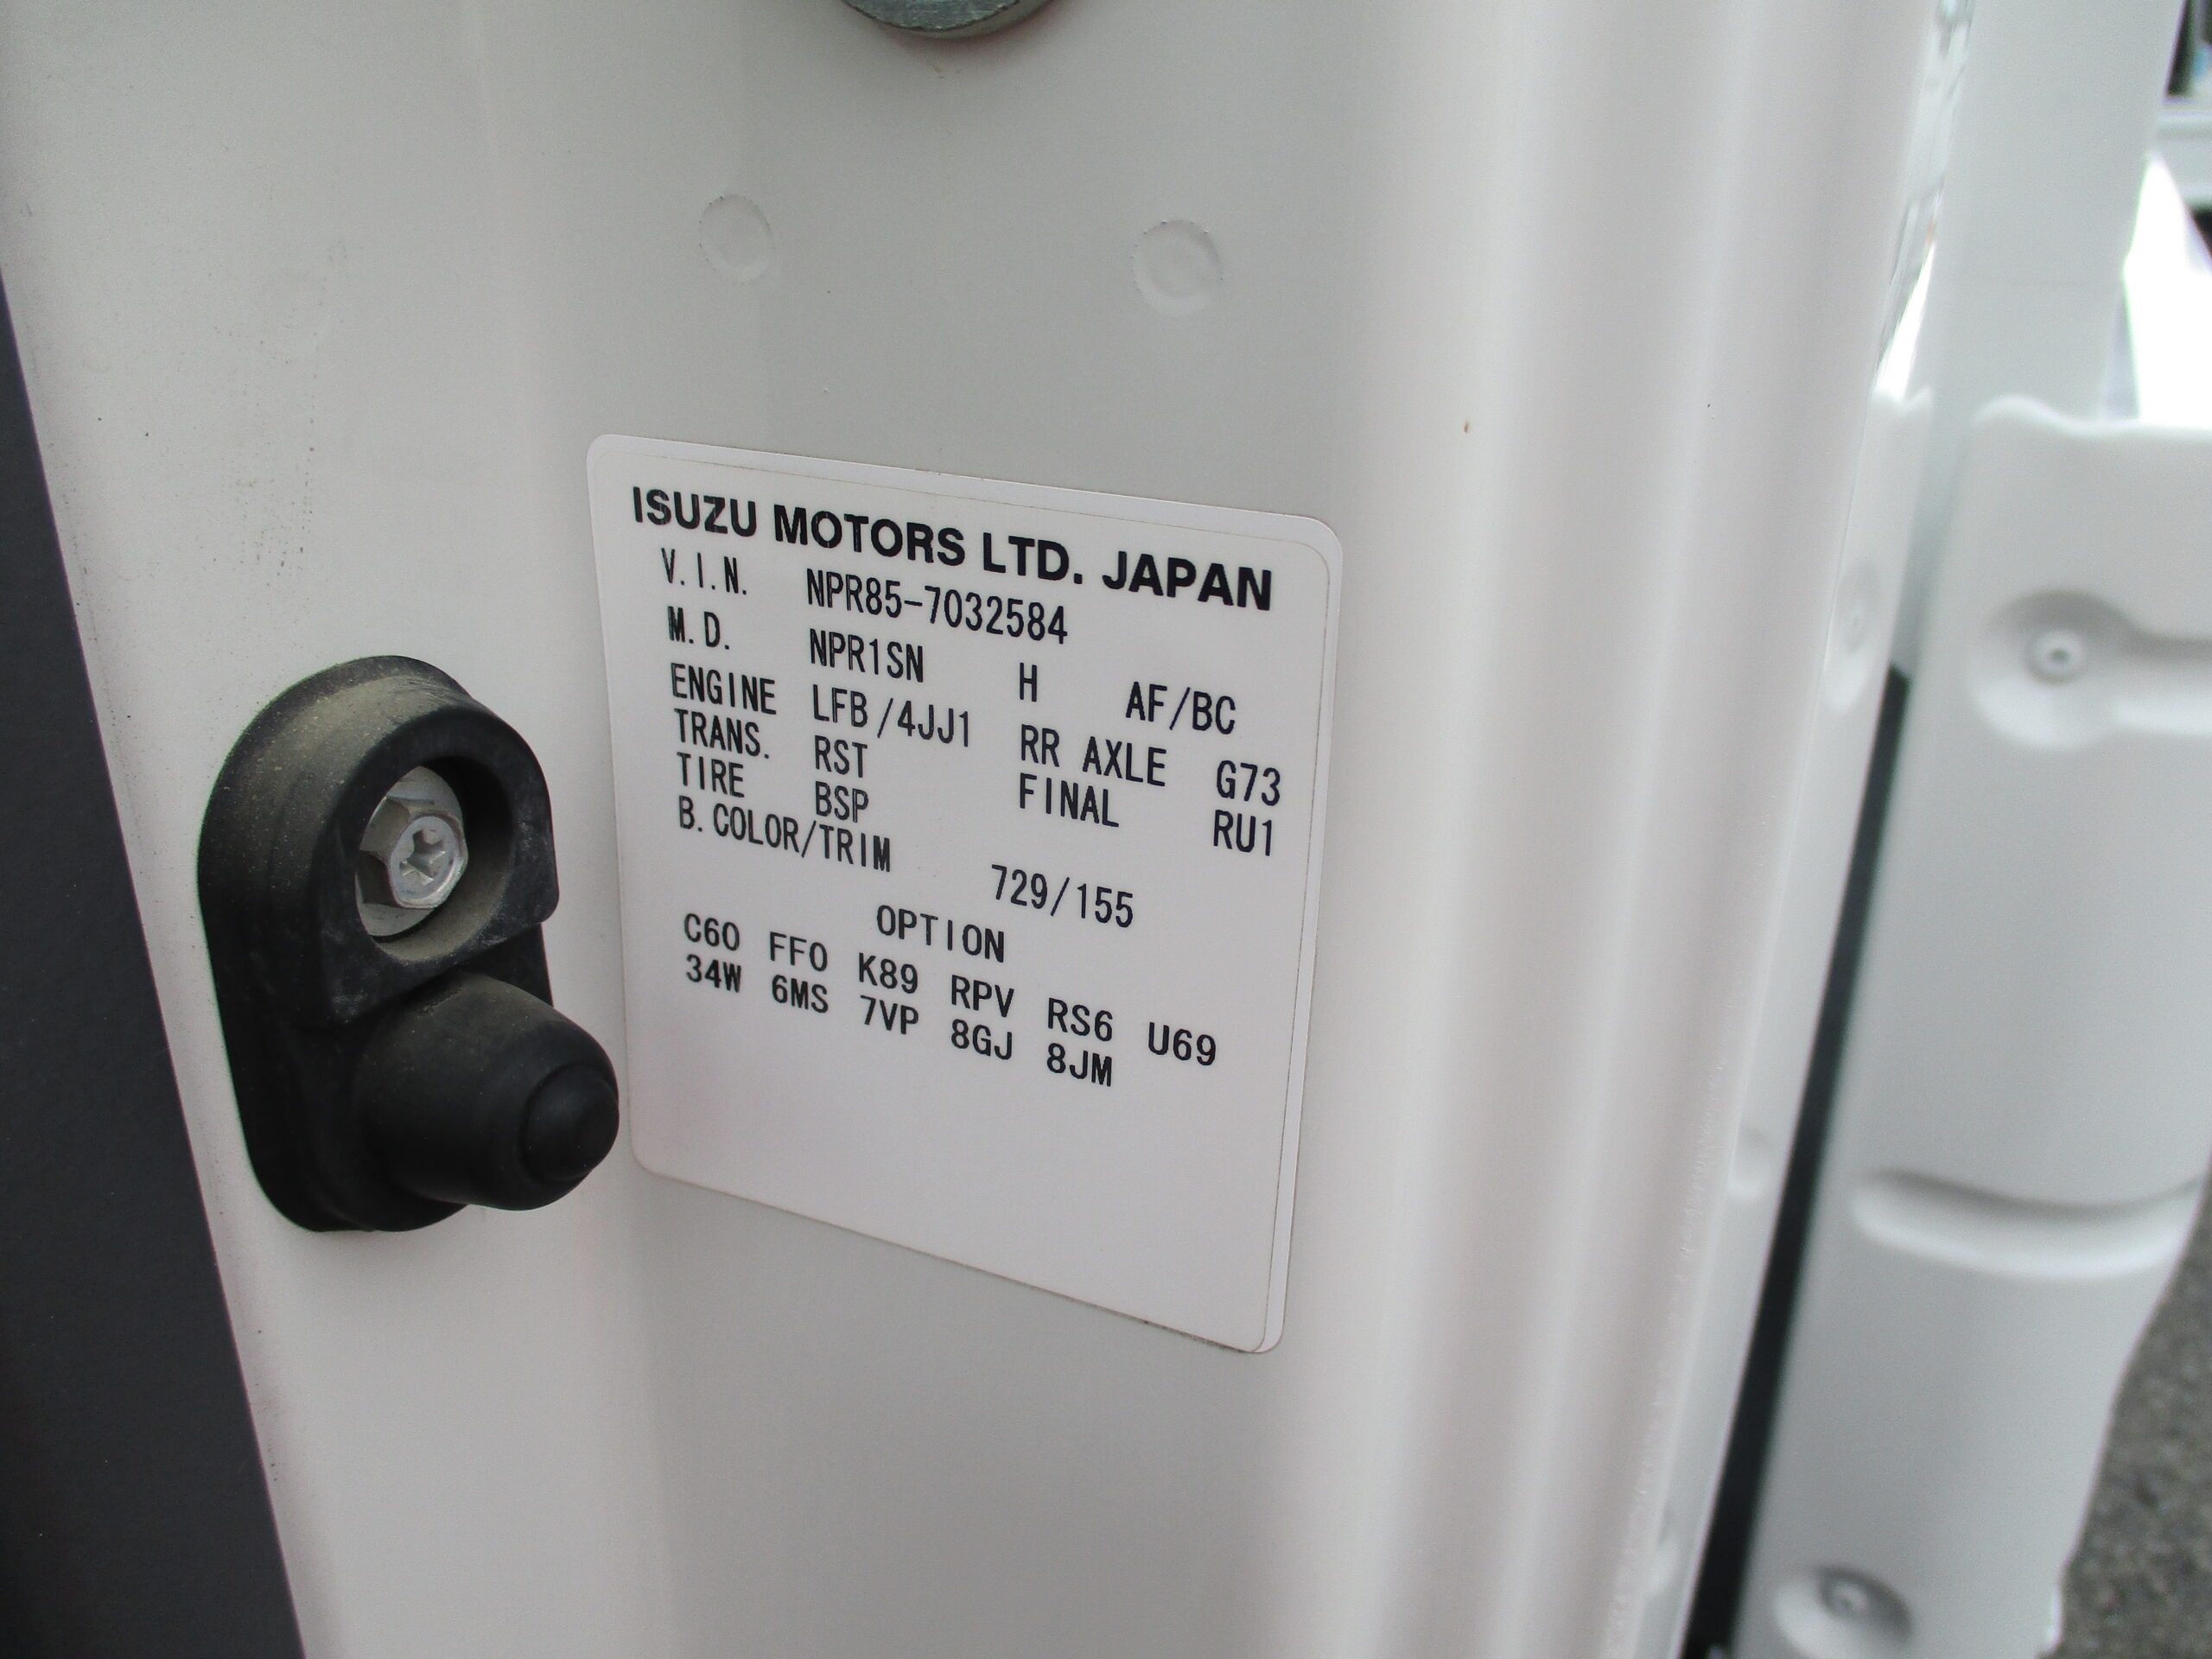 ISUZU MOTORS LTD. JAPAN
V.I.N. NPR85-7032584
M.D. NPR1SN H AF/BC
ENGINE LFB/4JJ1 RR AXLE G73
TRANS. RST FINAL RU1
TIRE BSP
B.COLOR/TRIM 729/155
OPTION
C60 FF0 K89 RPV RS6 U69
34W 6MS 7VP 8GJ 8JM